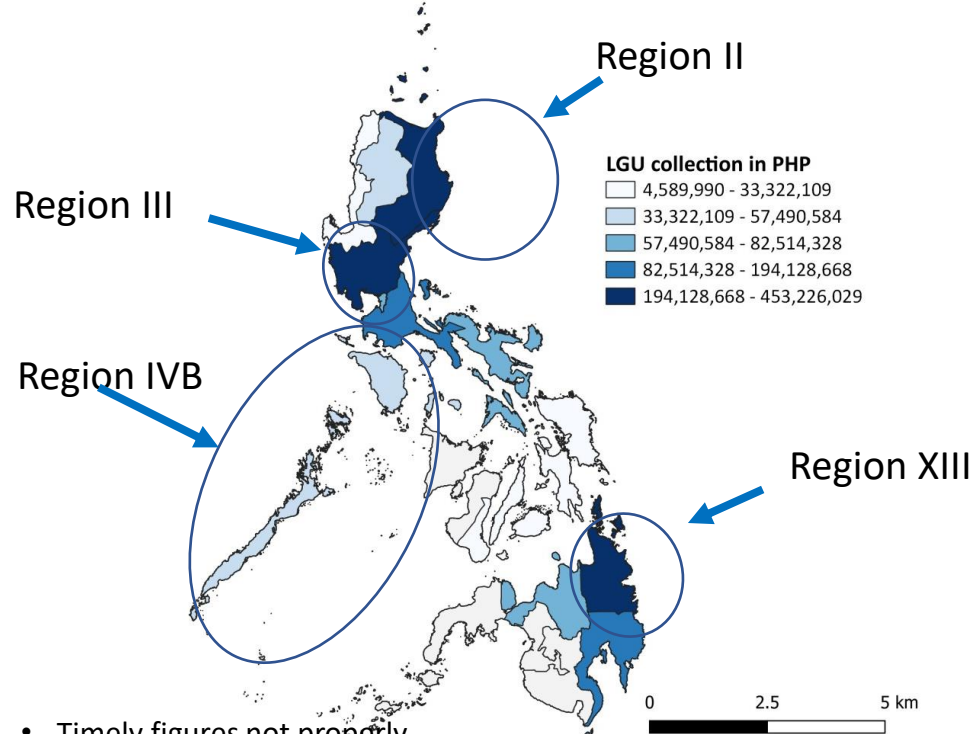 Region II
LGU collection in PHP
4,589,990 - 33,322,109
33,322,109 - 57,490,584
57,490,584 - 82,514,328
82,514,328 - 194,128,668
194,128,668 - 453,226,029
Region III
Region IVB
Region XIII
0 2.5 5 km
• Timely figures not properly